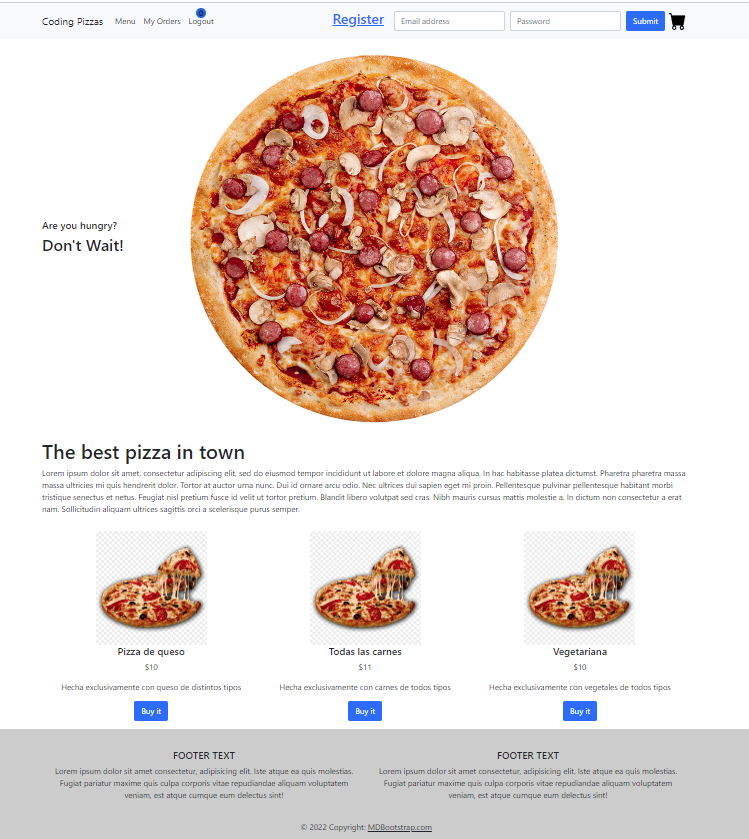 Coding Pizzas Menu My Orders Logout 0 Register Email address Password Submit
Are you hungry?
Don't Wait!
The best pizza in town
Lorem ipsum dolor sit amet, consectetur adipiscing elit, sed do eiusmod tempor incididunt ut labore et dolore magna aliqua. In hac habitasse platea dictumst. Pharetra pharetra massa
massa ultricies mi quis hendrerit dolor. Tortor at auctor urna nunc. Dui id ornare arcu odio. Nec ultrices dui sapien eget mi proin. Pellentesque pulvinar pellentesque habitant morbi
tristique senectus et netus. Feugiat nisl pretium fusce id velit ut tortor pretium. Blandit libero volutpat sed cras. Nibh mauris cursus mattis molestie a. In dictum non consectetur a erat
nam. Sollicitudin aliquam ultrices sagittis orci a scelerisque purus semper.
Pizza de queso
$10
Hecha exclusivamente con queso de distintos tipos
Buy it
Todas las carnes
$11
Hecha exclusivamente con carnes de todos tipos
Buy it
Vegetariana
$10
Hecha exclusivamente con vegetales de todos tipos
Buy it
FOOTER TEXT
Lorem ipsum dolor sit amet consectetur, adipisicing elit. Iste atque ea quis molestias.
Fugiat pariatur maxime quis culpa corporis vitae repudiandae aliquam voluptatem
veniam, est atque cumque eum delectus sint!
FOOTER TEXT
Lorem ipsum dolor sit amet consectetur, adipisicing elit. Iste atque ea quis molestias.
Fugiat pariatur maxime quis culpa corporis vitae repudiandae aliquam voluptatem
veniam, est atque cumque eum delectus sint!
© 2022 Copyright: MDBootstrap.com